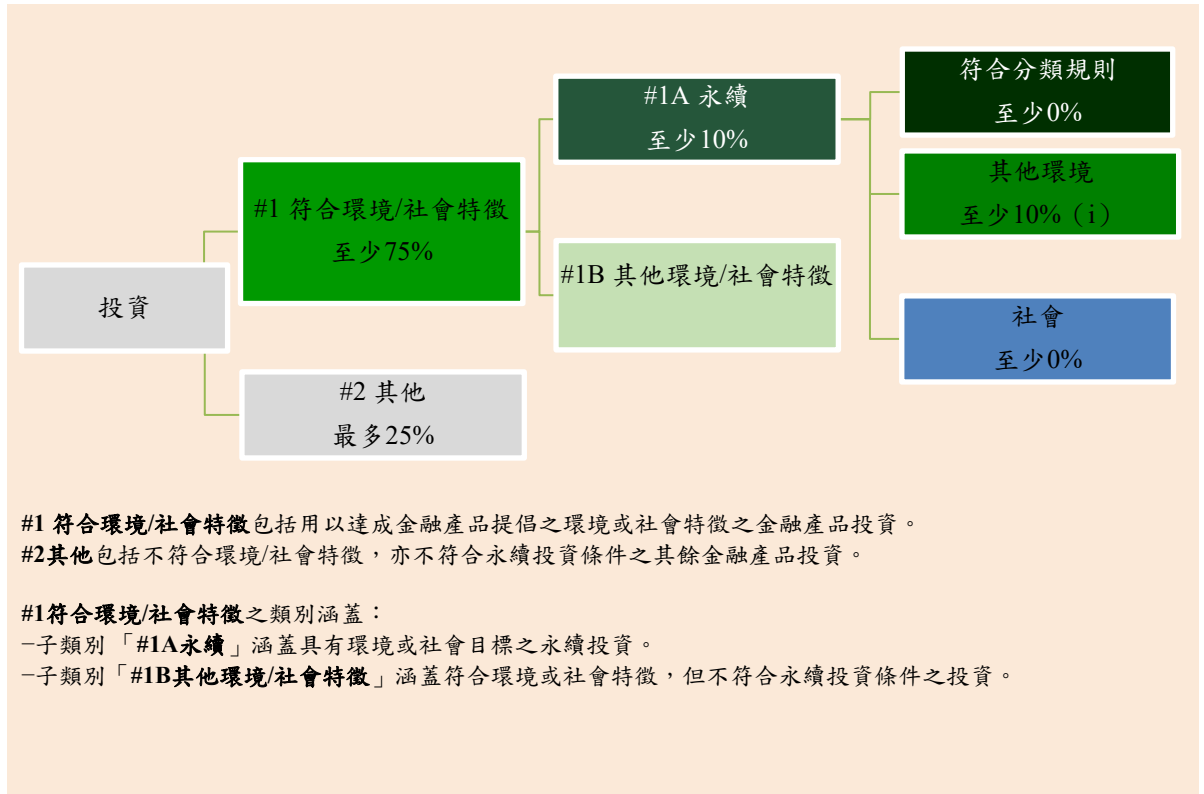 #1A 永續
至少10%
符合分類規則
至少0%
其他環境
至少10%（i）
#1 符合環境/社會特徵
至少75%
#1B 其他環境/社會特徵
投資
社會
至少0%
#2 其他
最多25%
#1 符合環境/社會特徵包括用以達成金融產品提倡之環境或社會特徵之金融產品投資。
#2其他包括不符合環境/社會特徵，亦不符合永續投資條件之其餘金融產品投資。
#1符合環境/社會特徵之類別涵蓋：
−子類別「#1A永續」涵蓋具有環境或社會目標之永續投資。
−子類別「#1B其他環境/社會特徵」涵蓋符合環境或社會特徵，但不符合永續投資條件之投資。